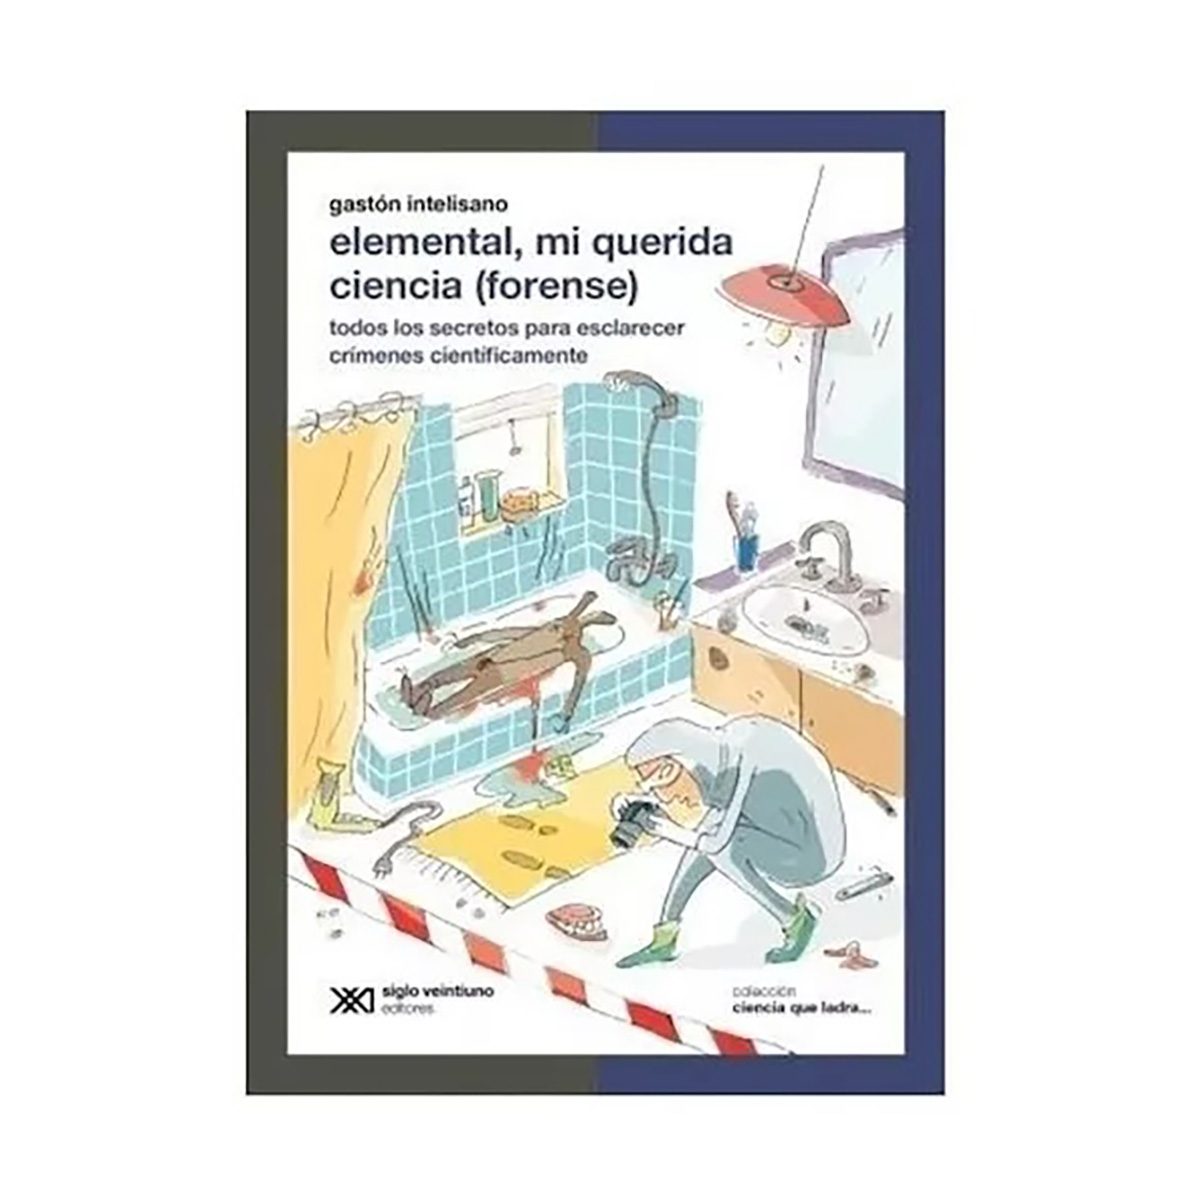 gastón intelisano
elemental, mi querida
ciencia (forense)
todos los secretos para esclarecer
crímenes científicamente
siglo veintiuno
editores
colección
ciencia que ladra...